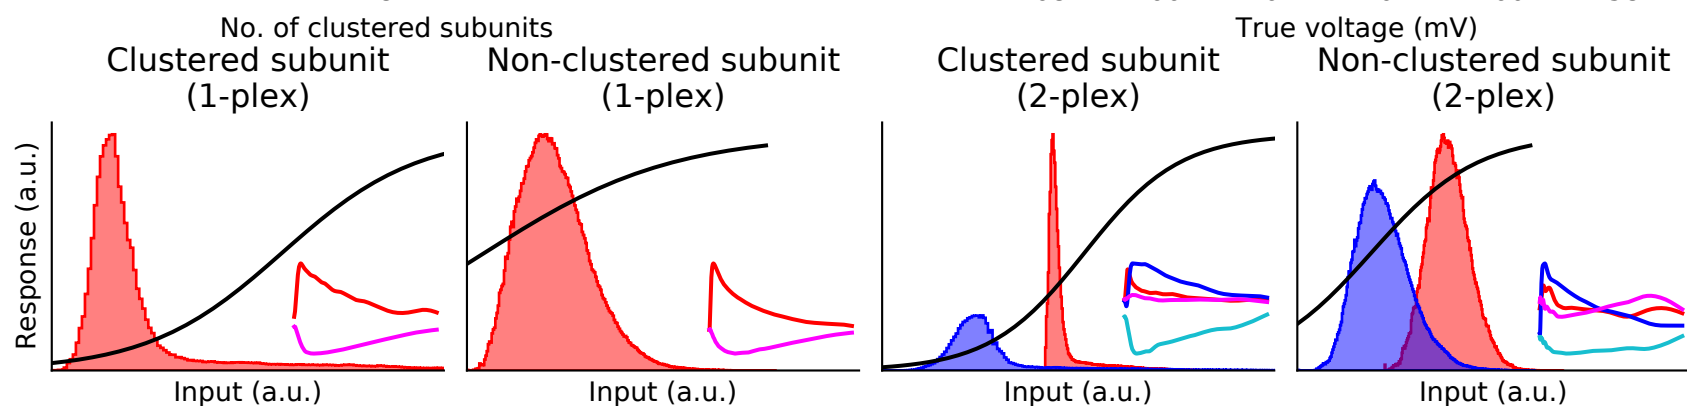 No. of clustered subunits
True voltage (mV)
Clustered subunit
(1-plex)
Non-clustered subunit
(1-plex)
Clustered subunit
(2-plex)
Non-clustered subunit
(2-plex)
Response (a.u.)
Input (a.u.)
Input (a.u.)
Input (a.u.)
Input (a.u.)